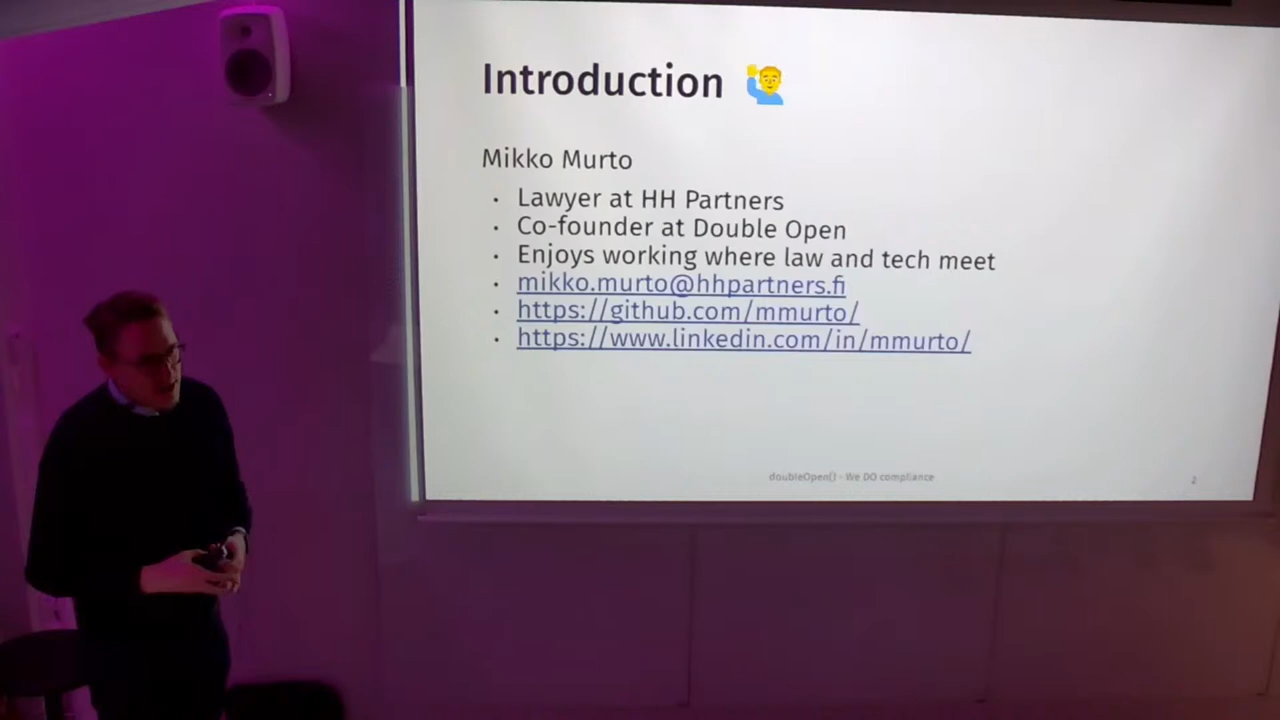 Introduction
Mikko Murto
· Lawyer at HH Partners
· Co-founder at Double Open
· Enjoys working where law and tech meet
· mikko.murto@hhpartners.fi
· https://github.com/mmurto/
· https://www.linkedin.com/in/mmurto/
doubleOpen() - We DO compliance
2